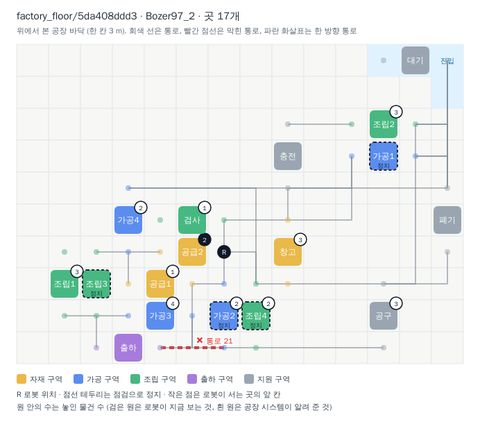 factory_floor/5da408ddd3 · Bozer97_2 · 곳 17개
위에서 본 공장 바닥 (한 칸 3 m). 회색 선은 통로, 빨간 점선은 막힌 통로, 파란 화살표는 한 방향 통로
대기
진입
3
조립2
충전
가공1
정지
2
가공4
1
검사
폐기
2
공급2
R
3
창고
3
조립1
조립3
정지
1
공급1
4
가공3
2
가공2
정지
2
조립4
정지
3
공구
출하
✖ 통로 21
자재 구역
가공 구역
조립 구역
출하 구역
지원 구역
R 로봇 위치 · 점선 테두리는 점검으로 정지 · 작은 점은 로봇이 서는 곳의 앞 칸
원 안의 수는 놓인 물건 수 (검은 원은 로봇이 지금 보는 것, 흰 원은 공장 시스템이 알려 준 것)